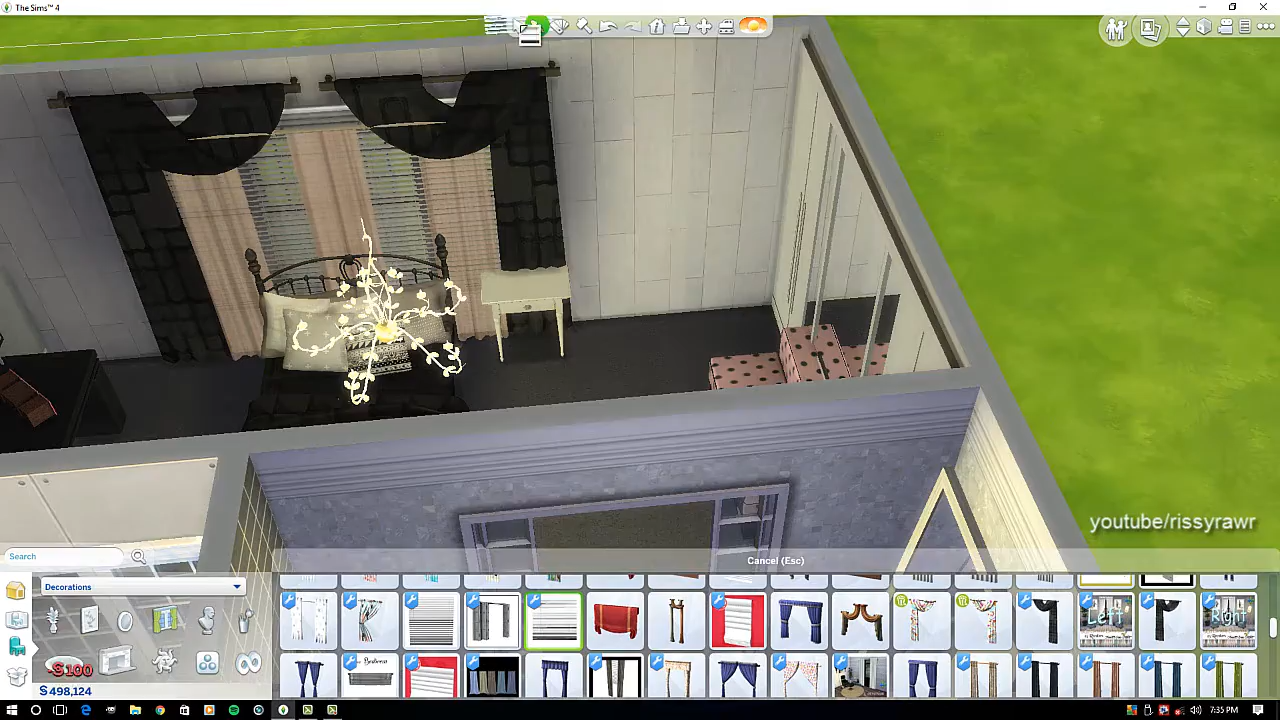 The Sims™ 4
youtube/rissyrawr
Search
Cancel (Esc)
Decorations
Left
Right
-§100
§498,124
7:35 PM